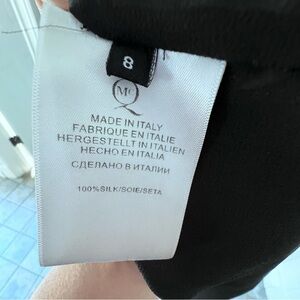 8
McQ
MADE IN ITALY
FABRIQUE EN ITALIE
HERGESTELLT IN ITALIEN
HECHO EN ITALIA
СДЕЛАНО В ИТАЛИИ
100%SILK/SOIE/SETA